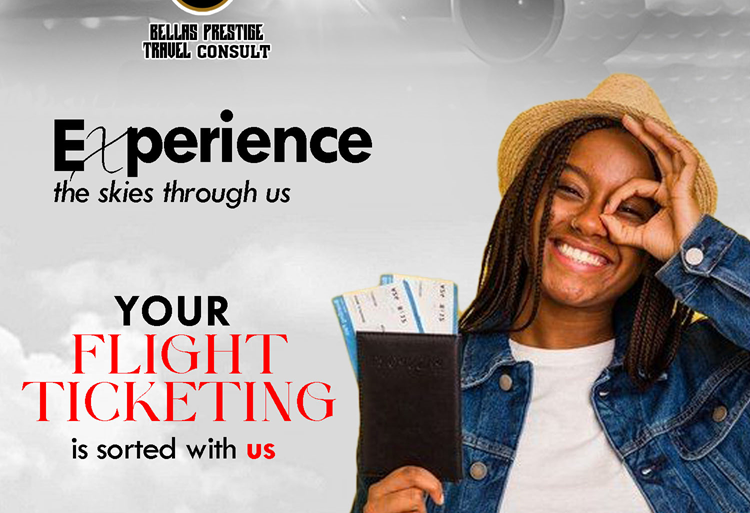 BELLAS PRESTIGE
TRAVEL CONSULT
Experience
the skies through us
YOUR
FLIGHT
TICKETING
is sorted with us